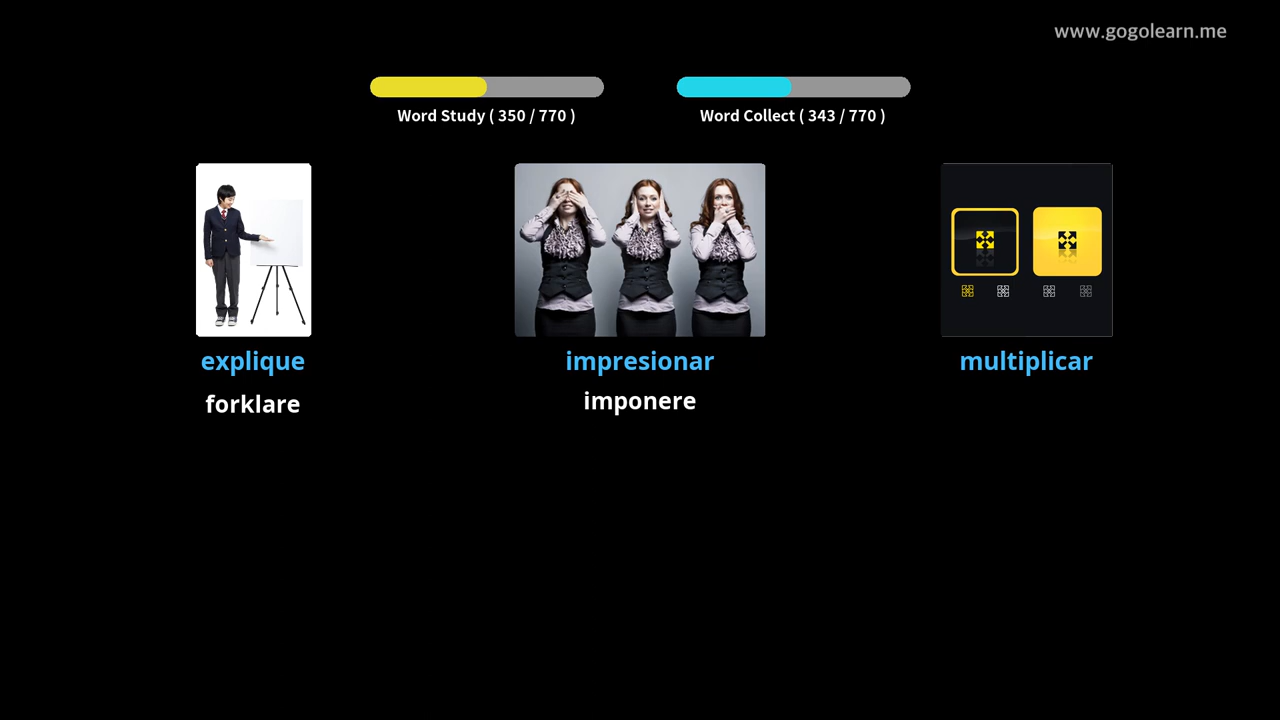 www.gogolearn.me
Word Study ( 350 / 770 )
Word Collect ( 343 / 770 )
explique
impresionar
multiplicar
forklare
imponere